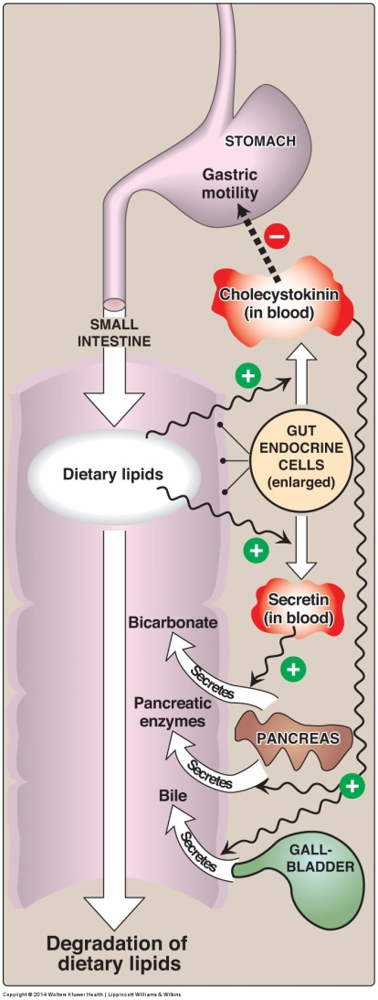 STOMACH
Gastric
motility
−
Cholecystokinin
(in blood)
SMALL
INTESTINE
+
GUT
ENDOCRINE
CELLS
(enlarged)
Dietary lipids
+
Secretin
(in blood)
Bicarbonate
+
Secretes
Pancreatic
enzymes
PANCREAS
Secretes
+
Bile
Secretes
GALL-
BLADDER
Degradation of
dietary lipids
Copyright © 2014 Wolters Kluwer Health | Lippincott Williams & Wilkins